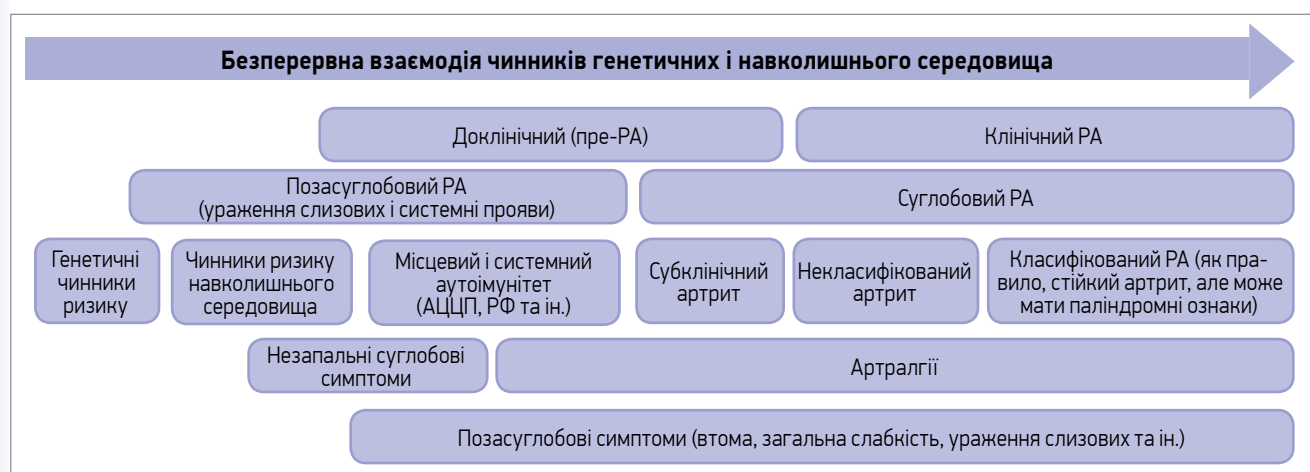 Безперервна взаємодія чинників генетичних і навколишнього середовища
Доклінічний (пре-РА)
Клінічний РА
Позасуглобовий РА
(ураження слизових і системні прояви)
Суглобовий РА
Генетичні
чинники
ризику
Чинники ризику
навколишнього
середовища
Місцевий і системний
аутоімунітет
(АЦЦП, РФ та ін.)
Субклінічний
артрит
Некласифікований
артрит
Класифікований РА (як пра-
вило, стійкий артрит, але може
мати паліндромні ознаки)
Незапальні суглобові
симптоми
Артралгії
Позасуглобові симптоми (втома, загальна слабкість, ураження слизових та ін.)